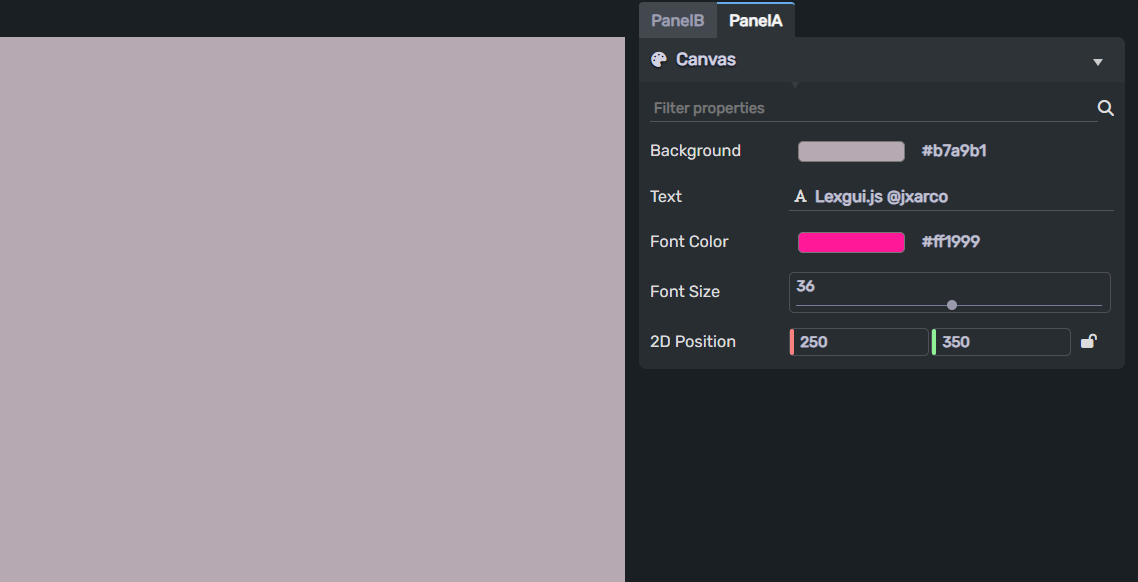 PanelB PanelA
Canvas
Filter properties
Background #b7a9b1
Text A Lexgui.js @jxarco
Font Color #ff1999
Font Size 36
2D Position 250 350